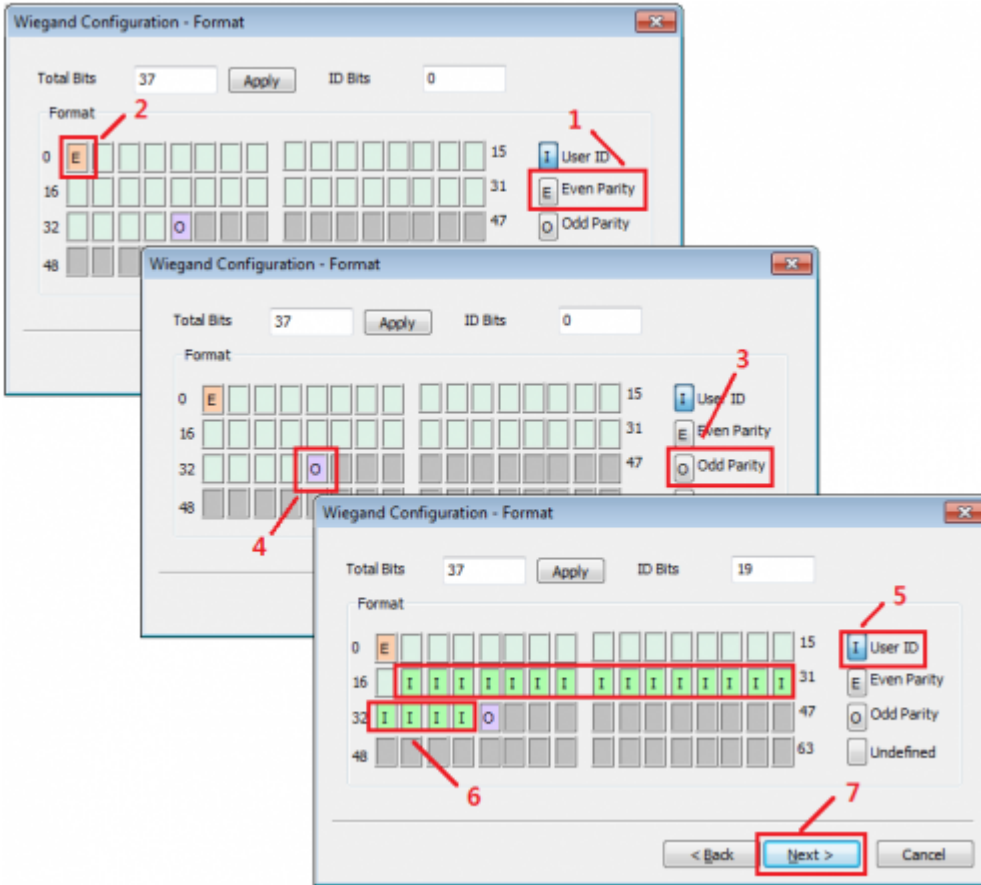 Wiegand Configuration - Format
Total Bits 37 Apply ID Bits 0
Format
2
1
0 E 15 I User ID
16 31 E Even Parity
32 O 47 O Odd Parity
48
Wiegand Configuration - Format
Total Bits 37 Apply ID Bits 0
Format
3
0 E 15 I User ID
16 31 E Even Parity
32 O 47 O Odd Parity
48
4
Wiegand Configuration - Format
Total Bits 37 Apply ID Bits 19
Format
5
0 E 15 I User ID
16 I I I I I I I I I I I I I I I 31 E Even Parity
32 I I I I O 47 O Odd Parity
48 63 Undefined
6
7
< Back Next > Cancel